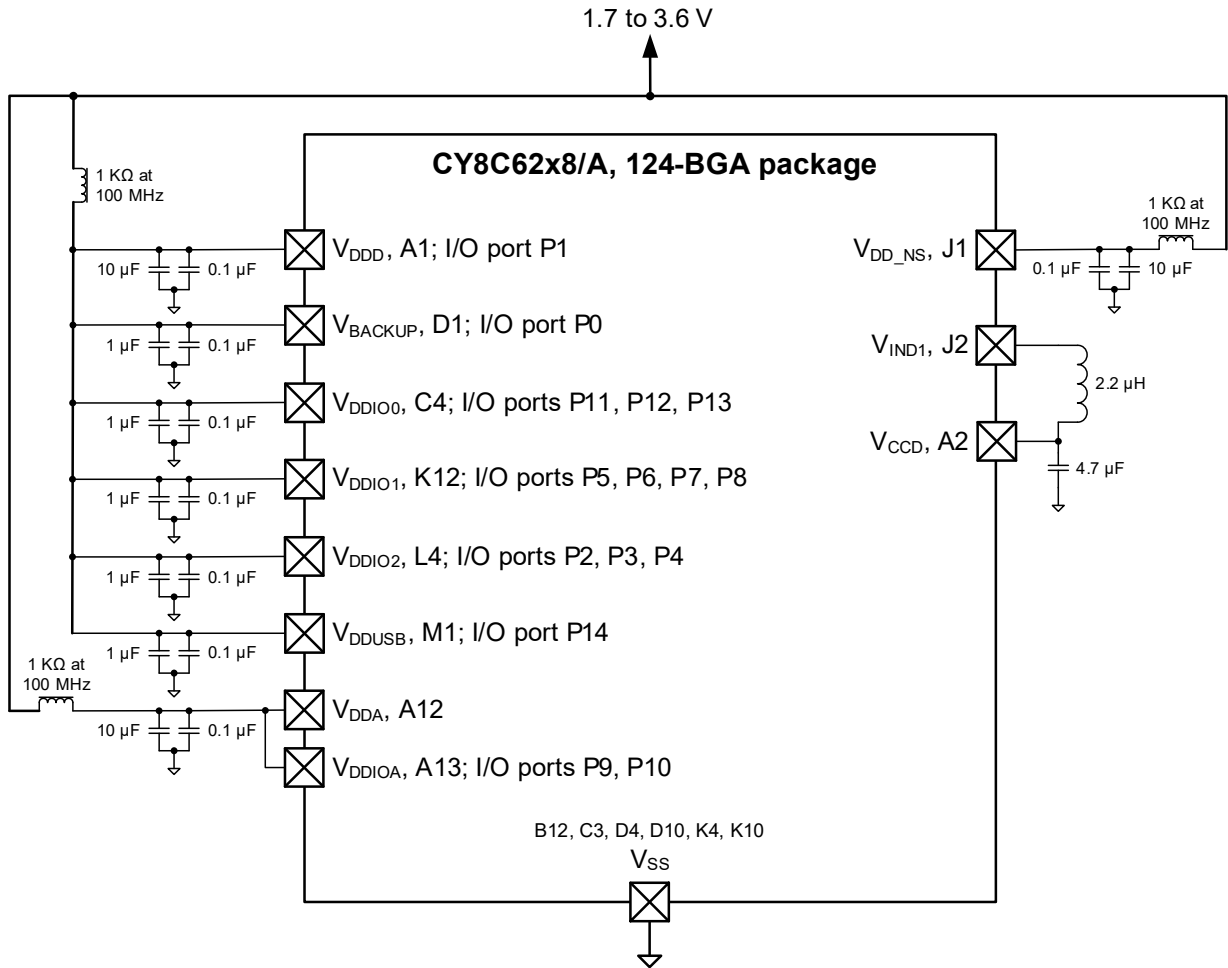 1.7 to 3.6 V
CY8C62x8/A, 124-BGA package
1 KΩ at
100 MHz
1 KΩ at
100 MHz
VDDD, A1; I/O port P1
10 µF
0.1 µF
VDD_NS, J1
0.1 µF
10 µF
VBACKUP, D1; I/O port P0
1 µF
0.1 µF
VIND1, J2
2.2 µH
VDDIO0, C4; I/O ports P11, P12, P13
1 µF
0.1 µF
VCCD, A2
4.7 µF
VDDIO1, K12; I/O ports P5, P6, P7, P8
1 µF
0.1 µF
VDDIO2, L4; I/O ports P2, P3, P4
1 µF
0.1 µF
VDDUSB, M1; I/O port P14
1 µF
0.1 µF
1 KΩ at
100 MHz
VDDA, A12
10 µF
0.1 µF
VDDIOA, A13; I/O ports P9, P10
B12, C3, D4, D10, K4, K10
VSS